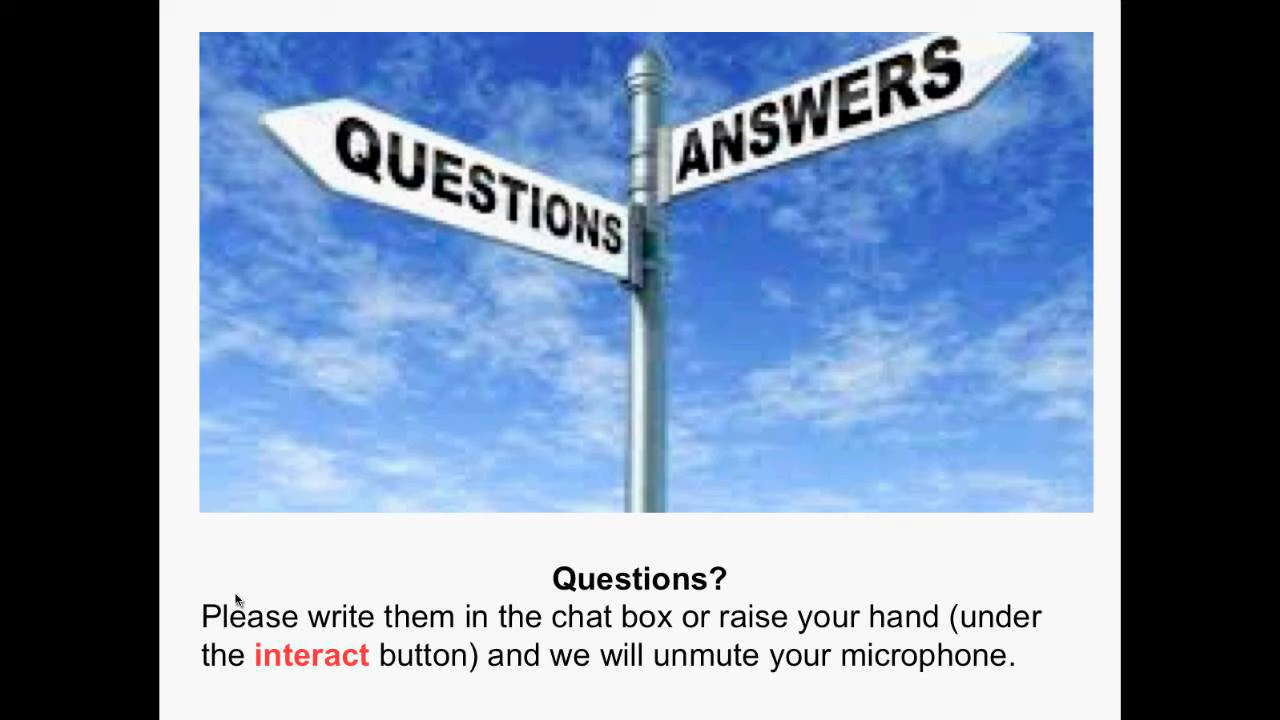 QUESTIONS
ANSWERS
Questions?
Please write them in the chat box or raise your hand (under
the interact button) and we will unmute your microphone.